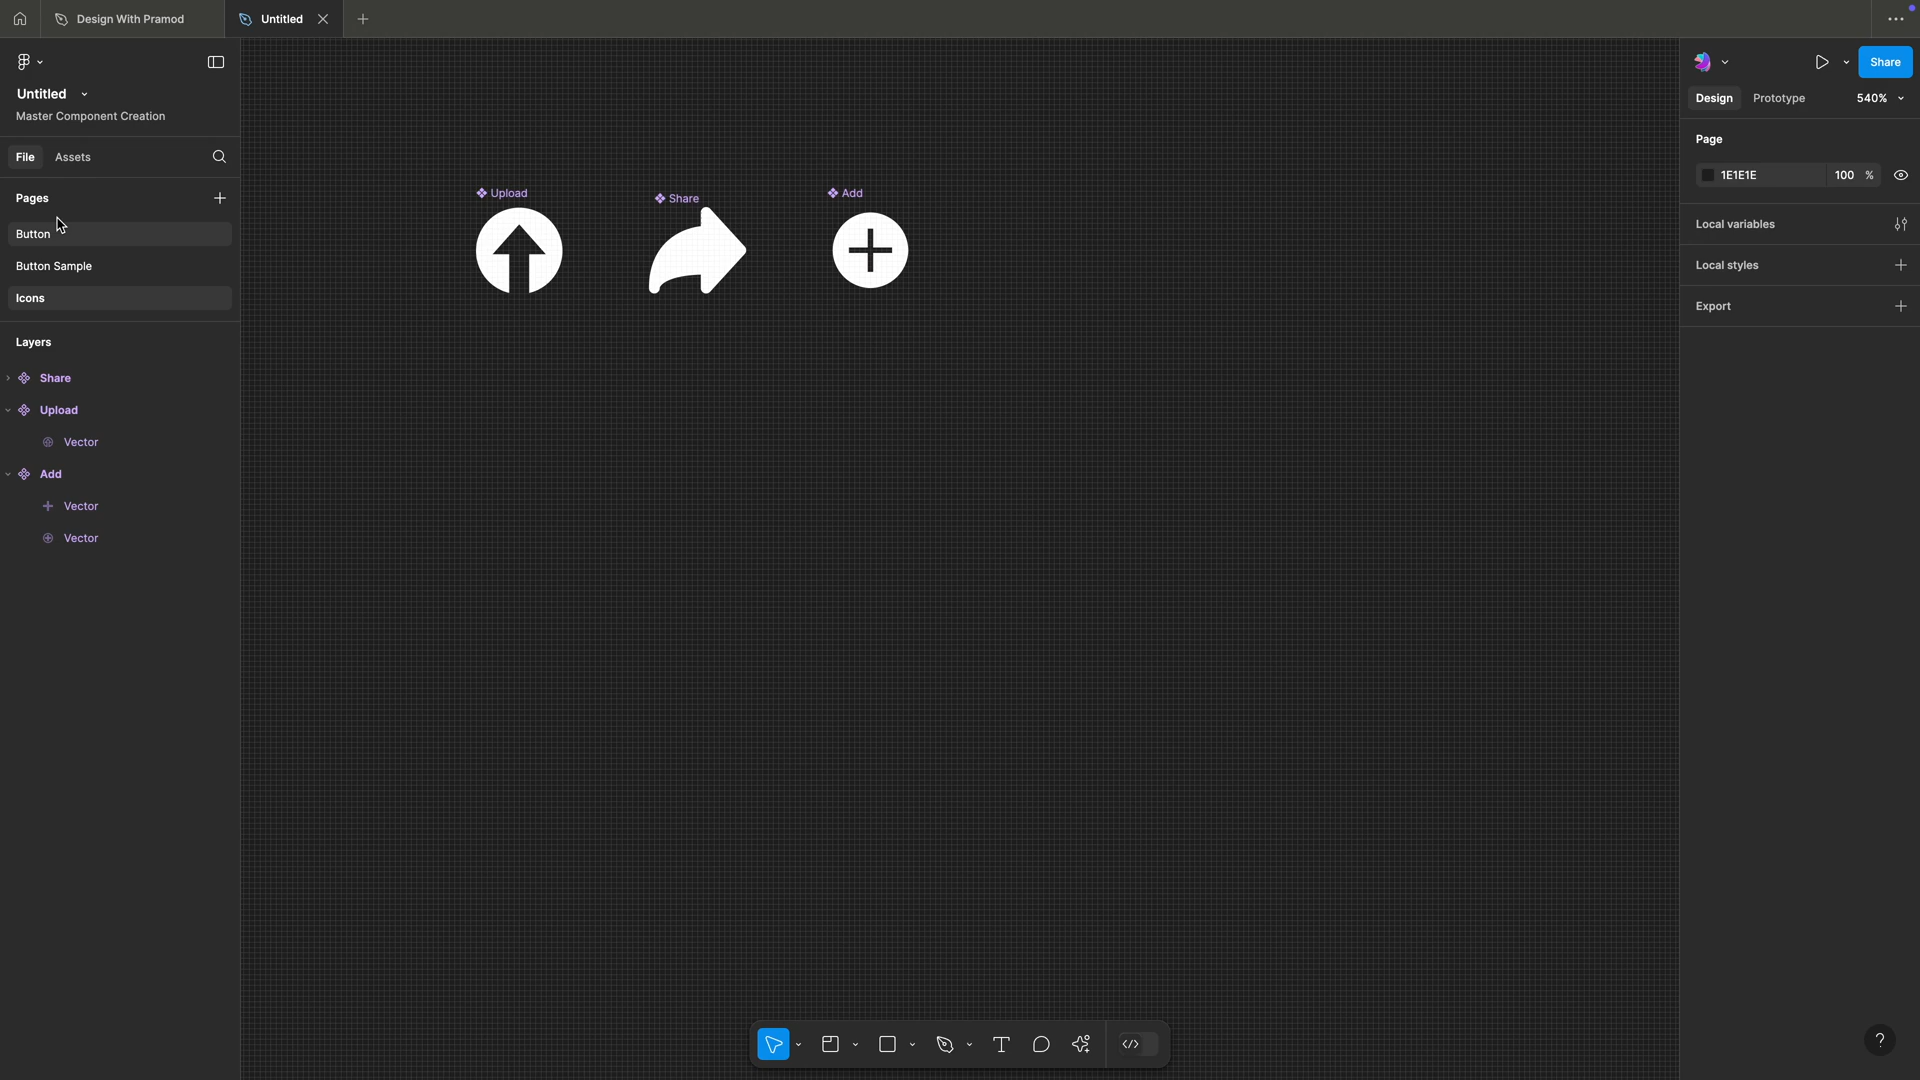 Design With Pramod
Untitled
Untitled
Master Component Creation
File
Assets
Pages
Button
Button Sample
Icons
Layers
Share
Upload
Vector
Add
Vector
Vector
Upload
Share
Add
Share
Design
Prototype
540%
Page
1E1E1E
100 %
Local variables
Local styles
Export